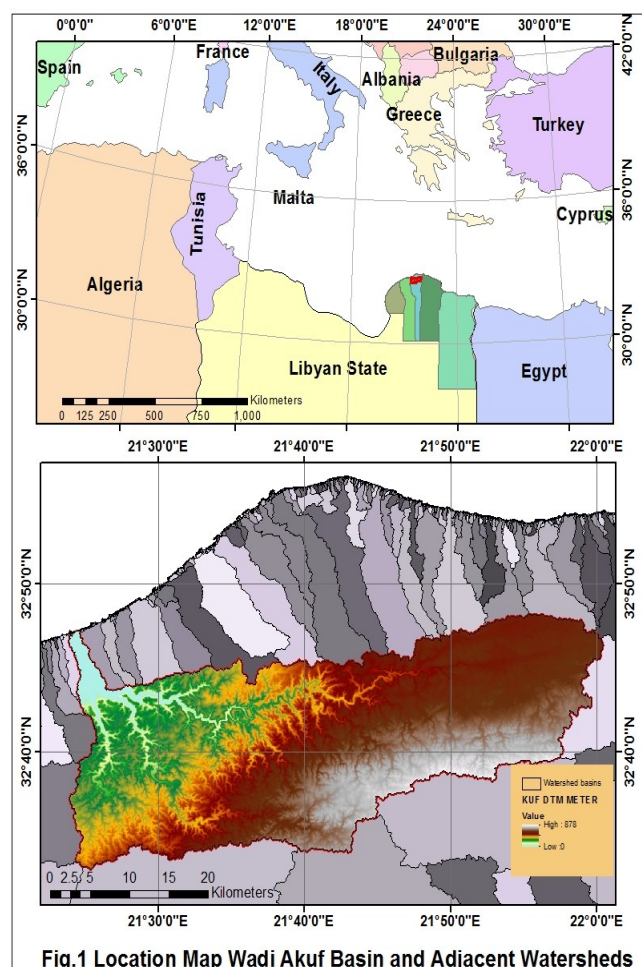 0°0'0" 6°0'0"E 12°0'0"E 18°0'0"E 24°0'0"E 30°0'0"E
42°0'0"N
Spain
France
Italy
Bulgaria
Albania
Greece
Turkey
36°0'0"N
36°0'0"N
Malta
Cyprus
Tunisia
Algeria
30°0'0"N
30°0'0"N
Libyan State
Egypt
Kilometers
0 125 250 500 750 1,000
21°30'0"E 21°40'0"E 21°50'0"E 22°0'0"E
32°50'0"N
32°50'0"N
32°40'0"N
32°40'0"N
Watershed basins
KUF DTM METER
Value
High : 878
Low :0
0 2.5 5 10 15 20
Kilometers
21°30'0"E 21°40'0"E 21°50'0"E 22°0'0"E
Fig.1 Location Map Wadi Akuf Basin and Adjacent Watersheds